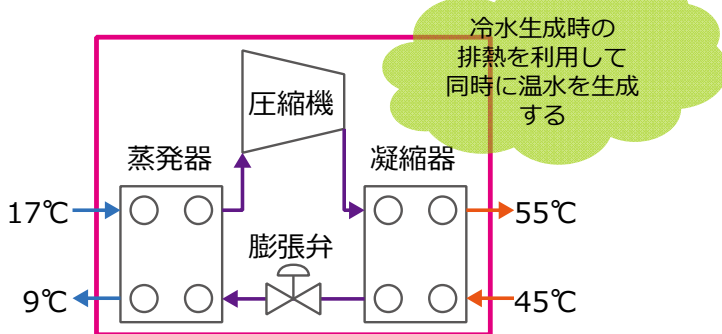 冷水生成時の
排熱を利用して
同時に温水を生成
する
圧縮機
蒸発器
凝縮器
17℃
55℃
膨張弁
9℃
45℃